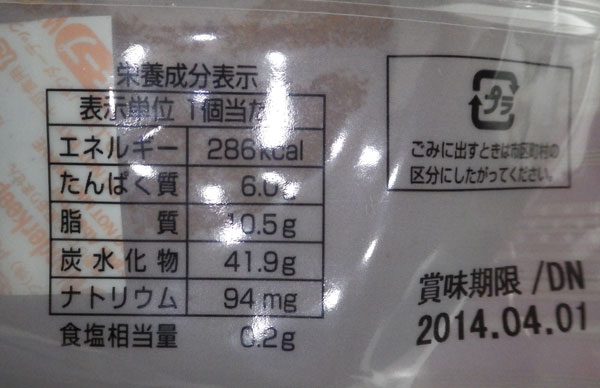 栄養成分表示
表示単位 1個当たり
エネルギー 286kcal
たんぱく質 6.0g
脂質 10.5g
炭水化物 41.9g
ナトリウム 94mg
食塩相当量 0.2g
プラ
ごみに出すときは市区町村の
区分にしたがってください。
賞味期限 /DN
2014.04.01